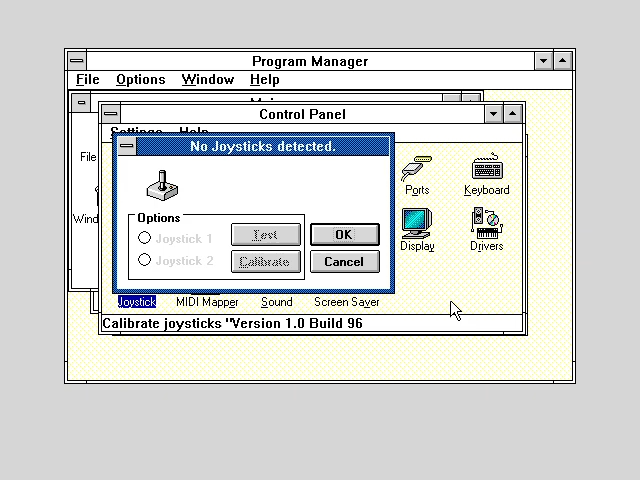 Program Manager
File Options Window Help
Control Panel
Settings Help
No Joysticks detected.
File
Wind
Options
Joystick 1
Joystick 2
Test
Calibrate
OK
Cancel
Ports
Keyboard
Display
Drivers
Joystick
MIDI Mapper
Sound
Screen Saver
Calibrate joysticks "Version 1.0 Build 96